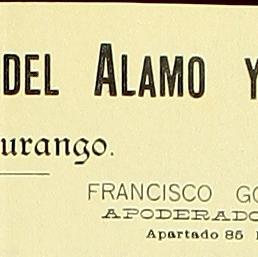 DEL ALAMO Y
urango.
FRANCISCO GO
APODERADO
Apartado 85